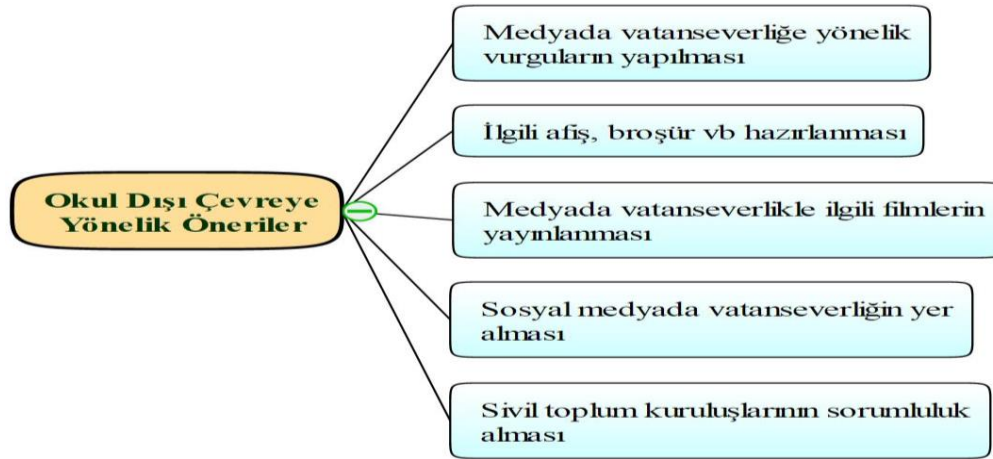 Okul Dışı Çevreye
Yönelik Öneriler
Medyada vatanseverliğe yönelik
vurguların yapılması
İlgili afiş, broşür vb hazırlanması
Medyada vatanseverlikle ilgili filmlerin
yayınlanması
Sosyal medyada vatanseverliğin yer
alması
Sivil toplum kuruluşlarının sorumluluk
alması